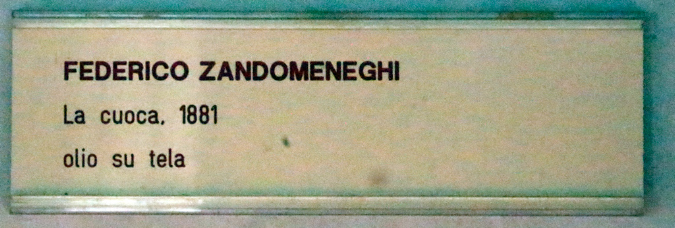 FEDERICO ZANDOMENEGHI
La cuoca, 1881
olio su tela